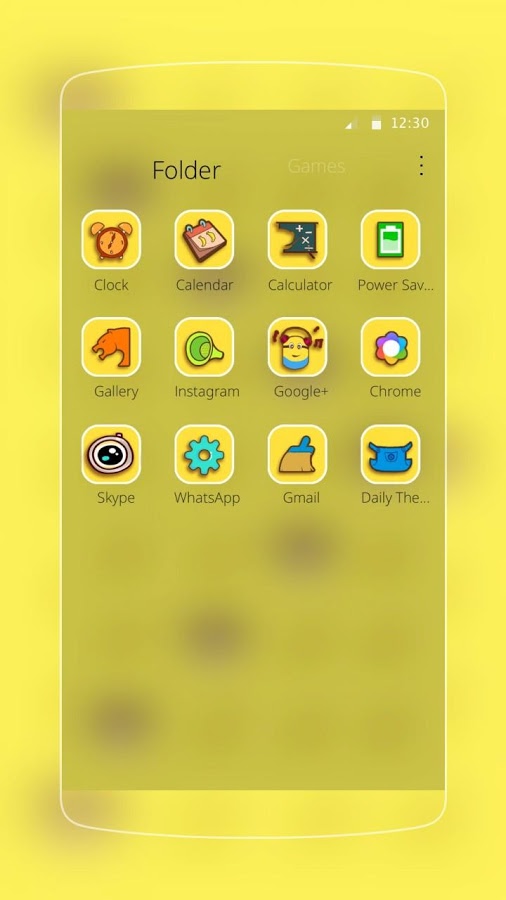 12:30
Folder Games
Clock Calendar Calculator Power Sav...
Gallery Instagram Google+ Chrome
Skype WhatsApp Gmail Daily The...